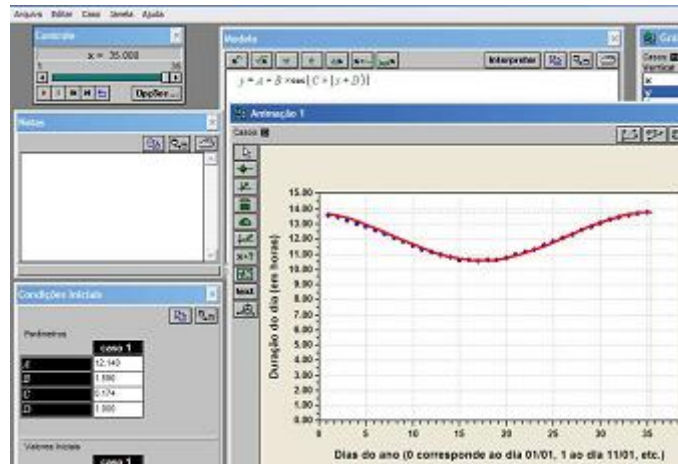 Arquivo Editar Caso Janela Ajuda
Controle
x = 35.000
Opções...
Modelo
Interpretar
Notas
Animação 1
Casos:
Vertical
x
y
text
15.00
14.00
13.00
12.00
11.00
10.00
9.00
8.00
7.00
6.00
5.00
4.00
3.00
2.00
1.00
0.00
Duração do dia (em horas)
5 10 15 20 25 30 35
Dias do ano (0 corresponde ao dia 01/01, 1 ao dia 11/01, etc.)
Condições Iniciais
Parâmetros
caso 1
A 12.140
B
C 0.174
D 1.000
Valores Iniciais
caso 1